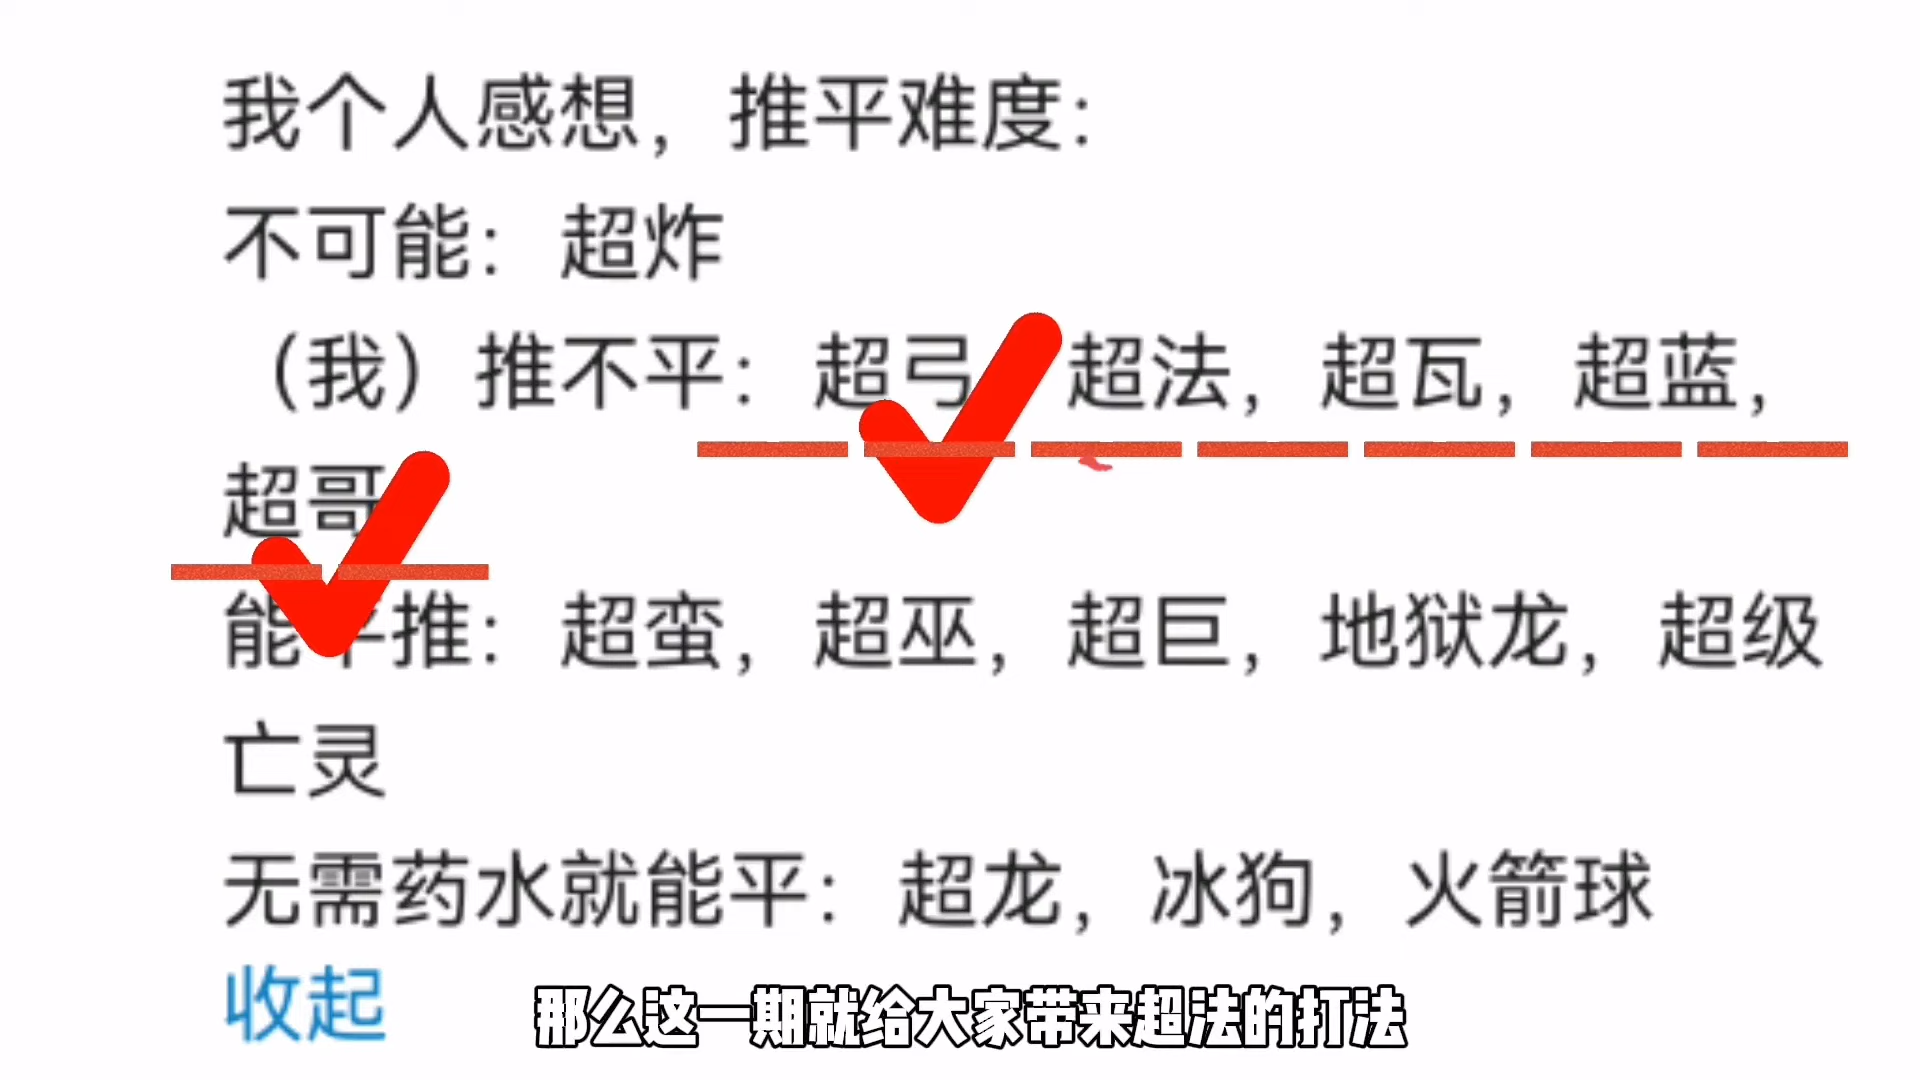 我个人感想，推平难度：
不可能：超炸
（我）推不平：超弓 超法，超瓦，超蓝，
超哥
能平推：超蛮，超巫，超巨，地狱龙，超级
亡灵
无需药水就能平：超龙，冰狗，火箭球
收起
那么这一期就给大家带来超法的打法